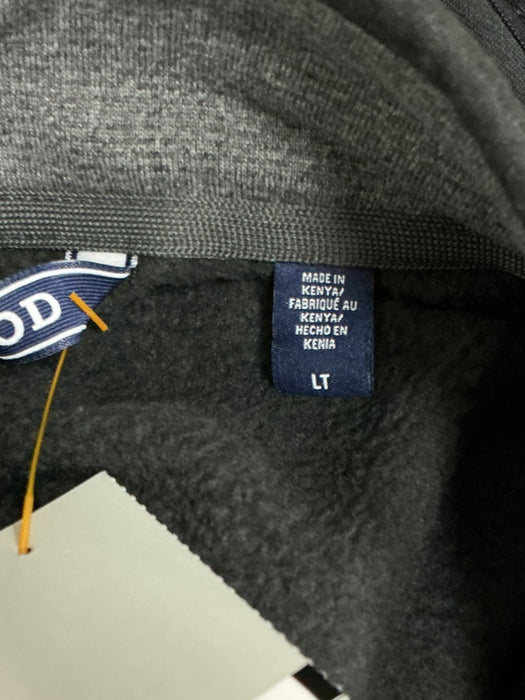 OD
MADE IN
KENYA/
FABRIQUÉ AU
KENYA/
HECHO EN
KENIA
LT